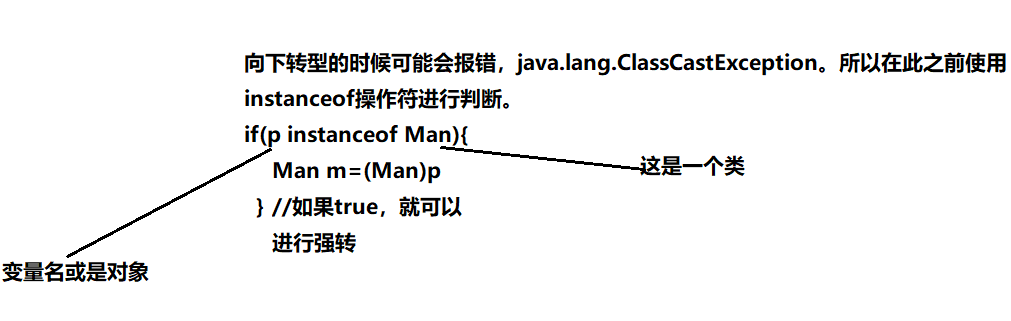 向下转型的时候可能会报错，java.lang.ClassCastException。所以在此之前使用
instanceof操作符进行判断。
if(p instanceof Man){
Man m=(Man)p
这是一个类
} //如果true，就可以
进行强转
变量名或是对象